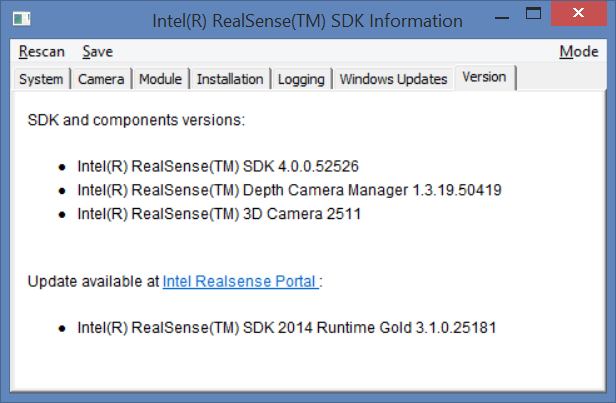 Intel(R) RealSense(TM) SDK Information
Rescan Save Mode
System Camera Module Installation Logging Windows Updates Version
SDK and components versions:
• Intel(R) RealSense(TM) SDK 4.0.0.52526
• Intel(R) RealSense(TM) Depth Camera Manager 1.3.19.50419
• Intel(R) RealSense(TM) 3D Camera 2511
Update available at Intel Realsense Portal :
• Intel(R) RealSense(TM) SDK 2014 Runtime Gold 3.1.0.25181